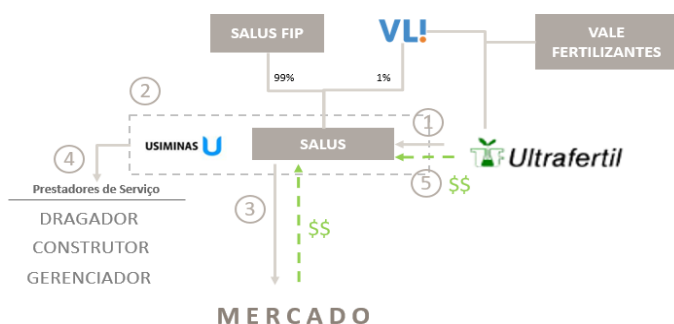 SALUS FIP
VL!
VALE
FERTILIZANTES
99%
1%
2
1
USIMINAS U
SALUS
Ultrafertil
4
5
$$
Prestadores de Serviço
DRAGADOR
CONSTRUTOR
GERENCIADOR
3
$$
MERCADO